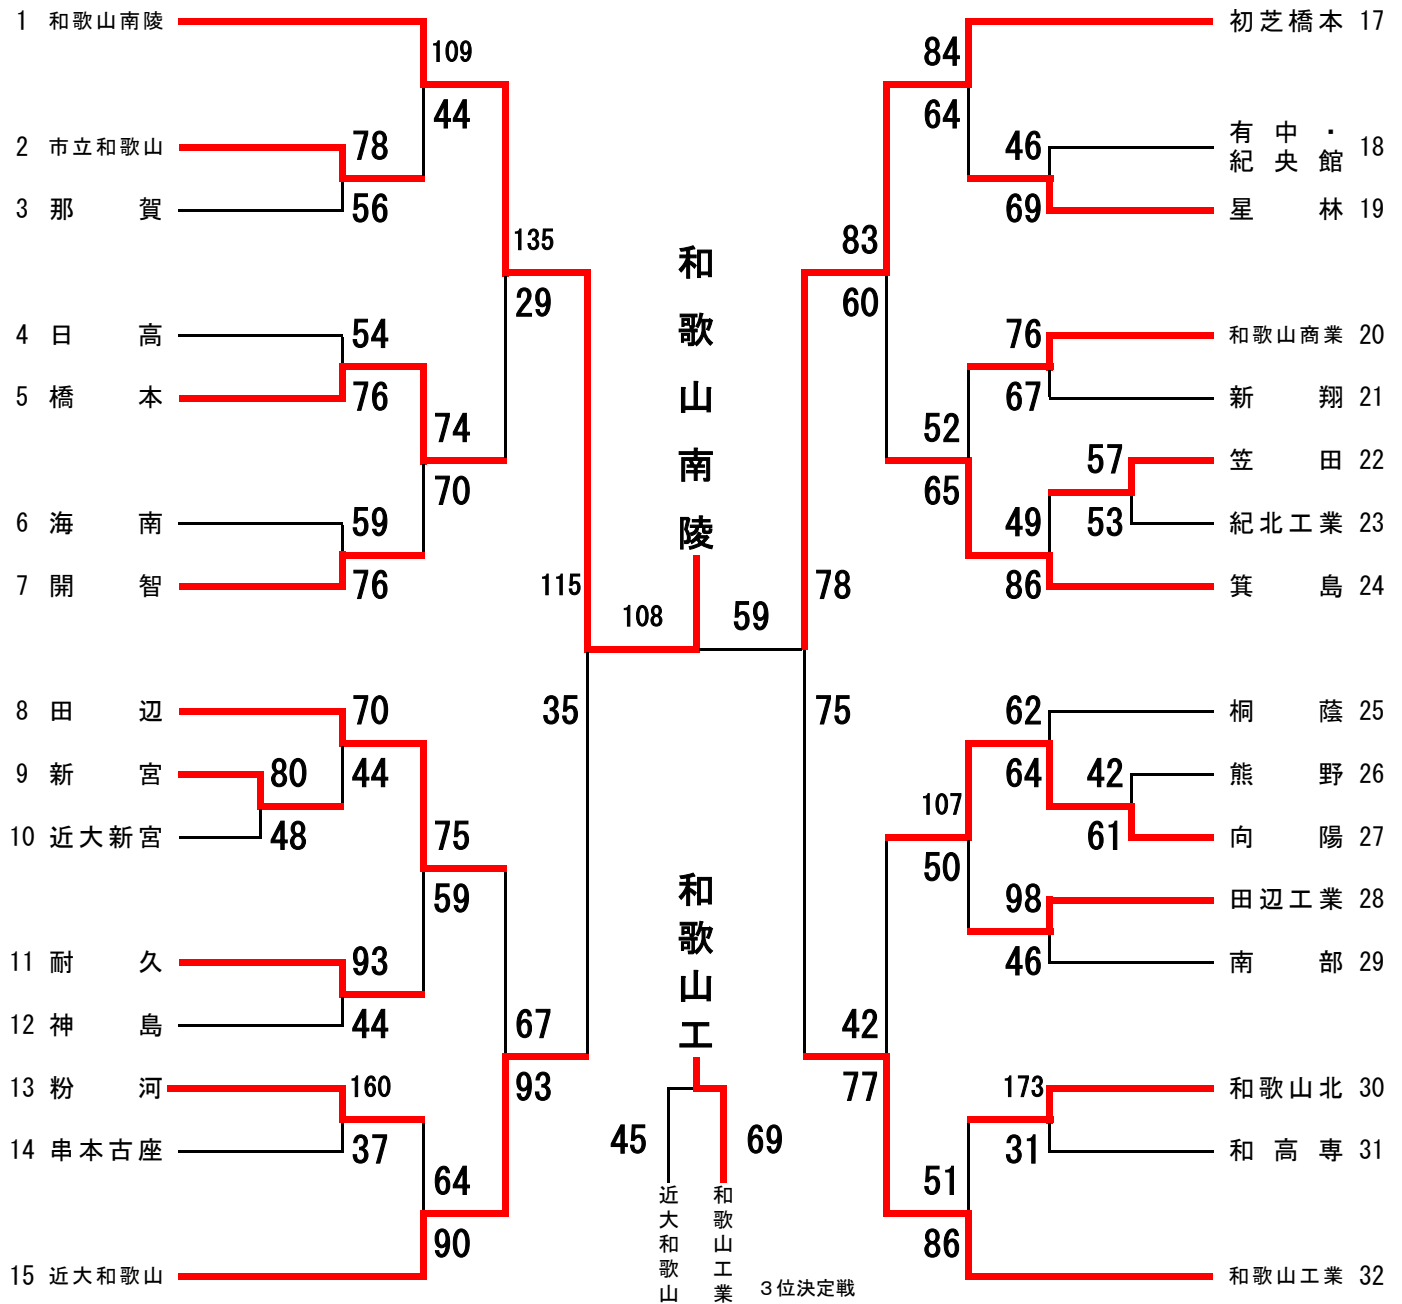 1 和歌山南陵
109
44
2 市立和歌山
78
3 那賀
56
135
29
4 日高
54
5 橋本
76
74
70
6 海南
59
7 開智
76
115
35
8 田辺
70
9 新宮
80
44
10 近大新宮
48
75
59
11 耐久
93
12 神島
44
67
93
13 粉河
160
14 串本古座
37
64
90
15 近大和歌山
和歌山南陵
108
59
和歌山工
45
69
近大和歌山
和歌山工業
3位決定戦
初芝橋本 17
84
64
有中・
紀央館 18
46
星林 19
69
83
60
和歌山商業 20
76
新翔 21
67
52
65
笠田 22
57
紀北工業 23
53
49
箕島 24
86
78
75
桐蔭 25
62
64
熊野 26
42
向陽 27
61
107
50
田辺工業 28
98
南部 29
46
42
77
和歌山北 30
173
和高専 31
31
51
86
和歌山工業 32